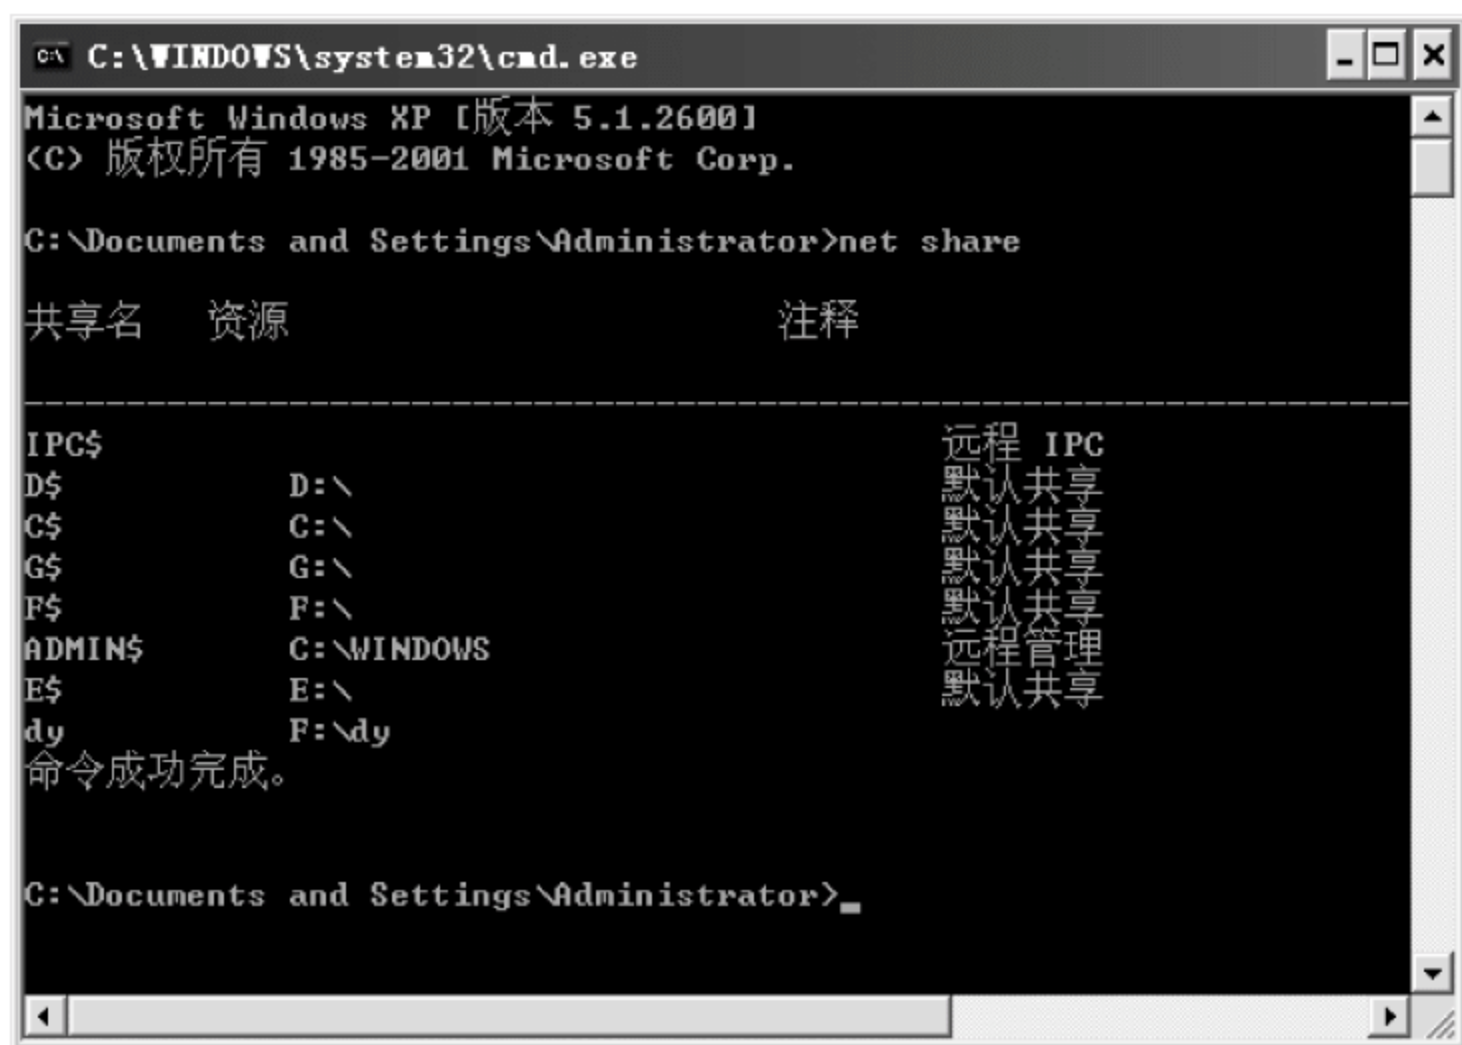 C:\WINDOWS\system32\cmd.exe
Microsoft Windows XP [版本 5.1.2600]
(C) 版权所有 1985-2001 Microsoft Corp.
C:\Documents and Settings\Administrator>net share
共享名 资源 注释
-------------------------------------------------------------------
IPC$ 远程 IPC
D$ D:\ 默认共享
C$ C:\ 默认共享
G$ G:\ 默认共享
F$ F:\ 默认共享
ADMIN$ C:\WINDOWS 远程管理
E$ E:\ 默认共享
dy F:\dy
命令成功完成。
C:\Documents and Settings\Administrator>_